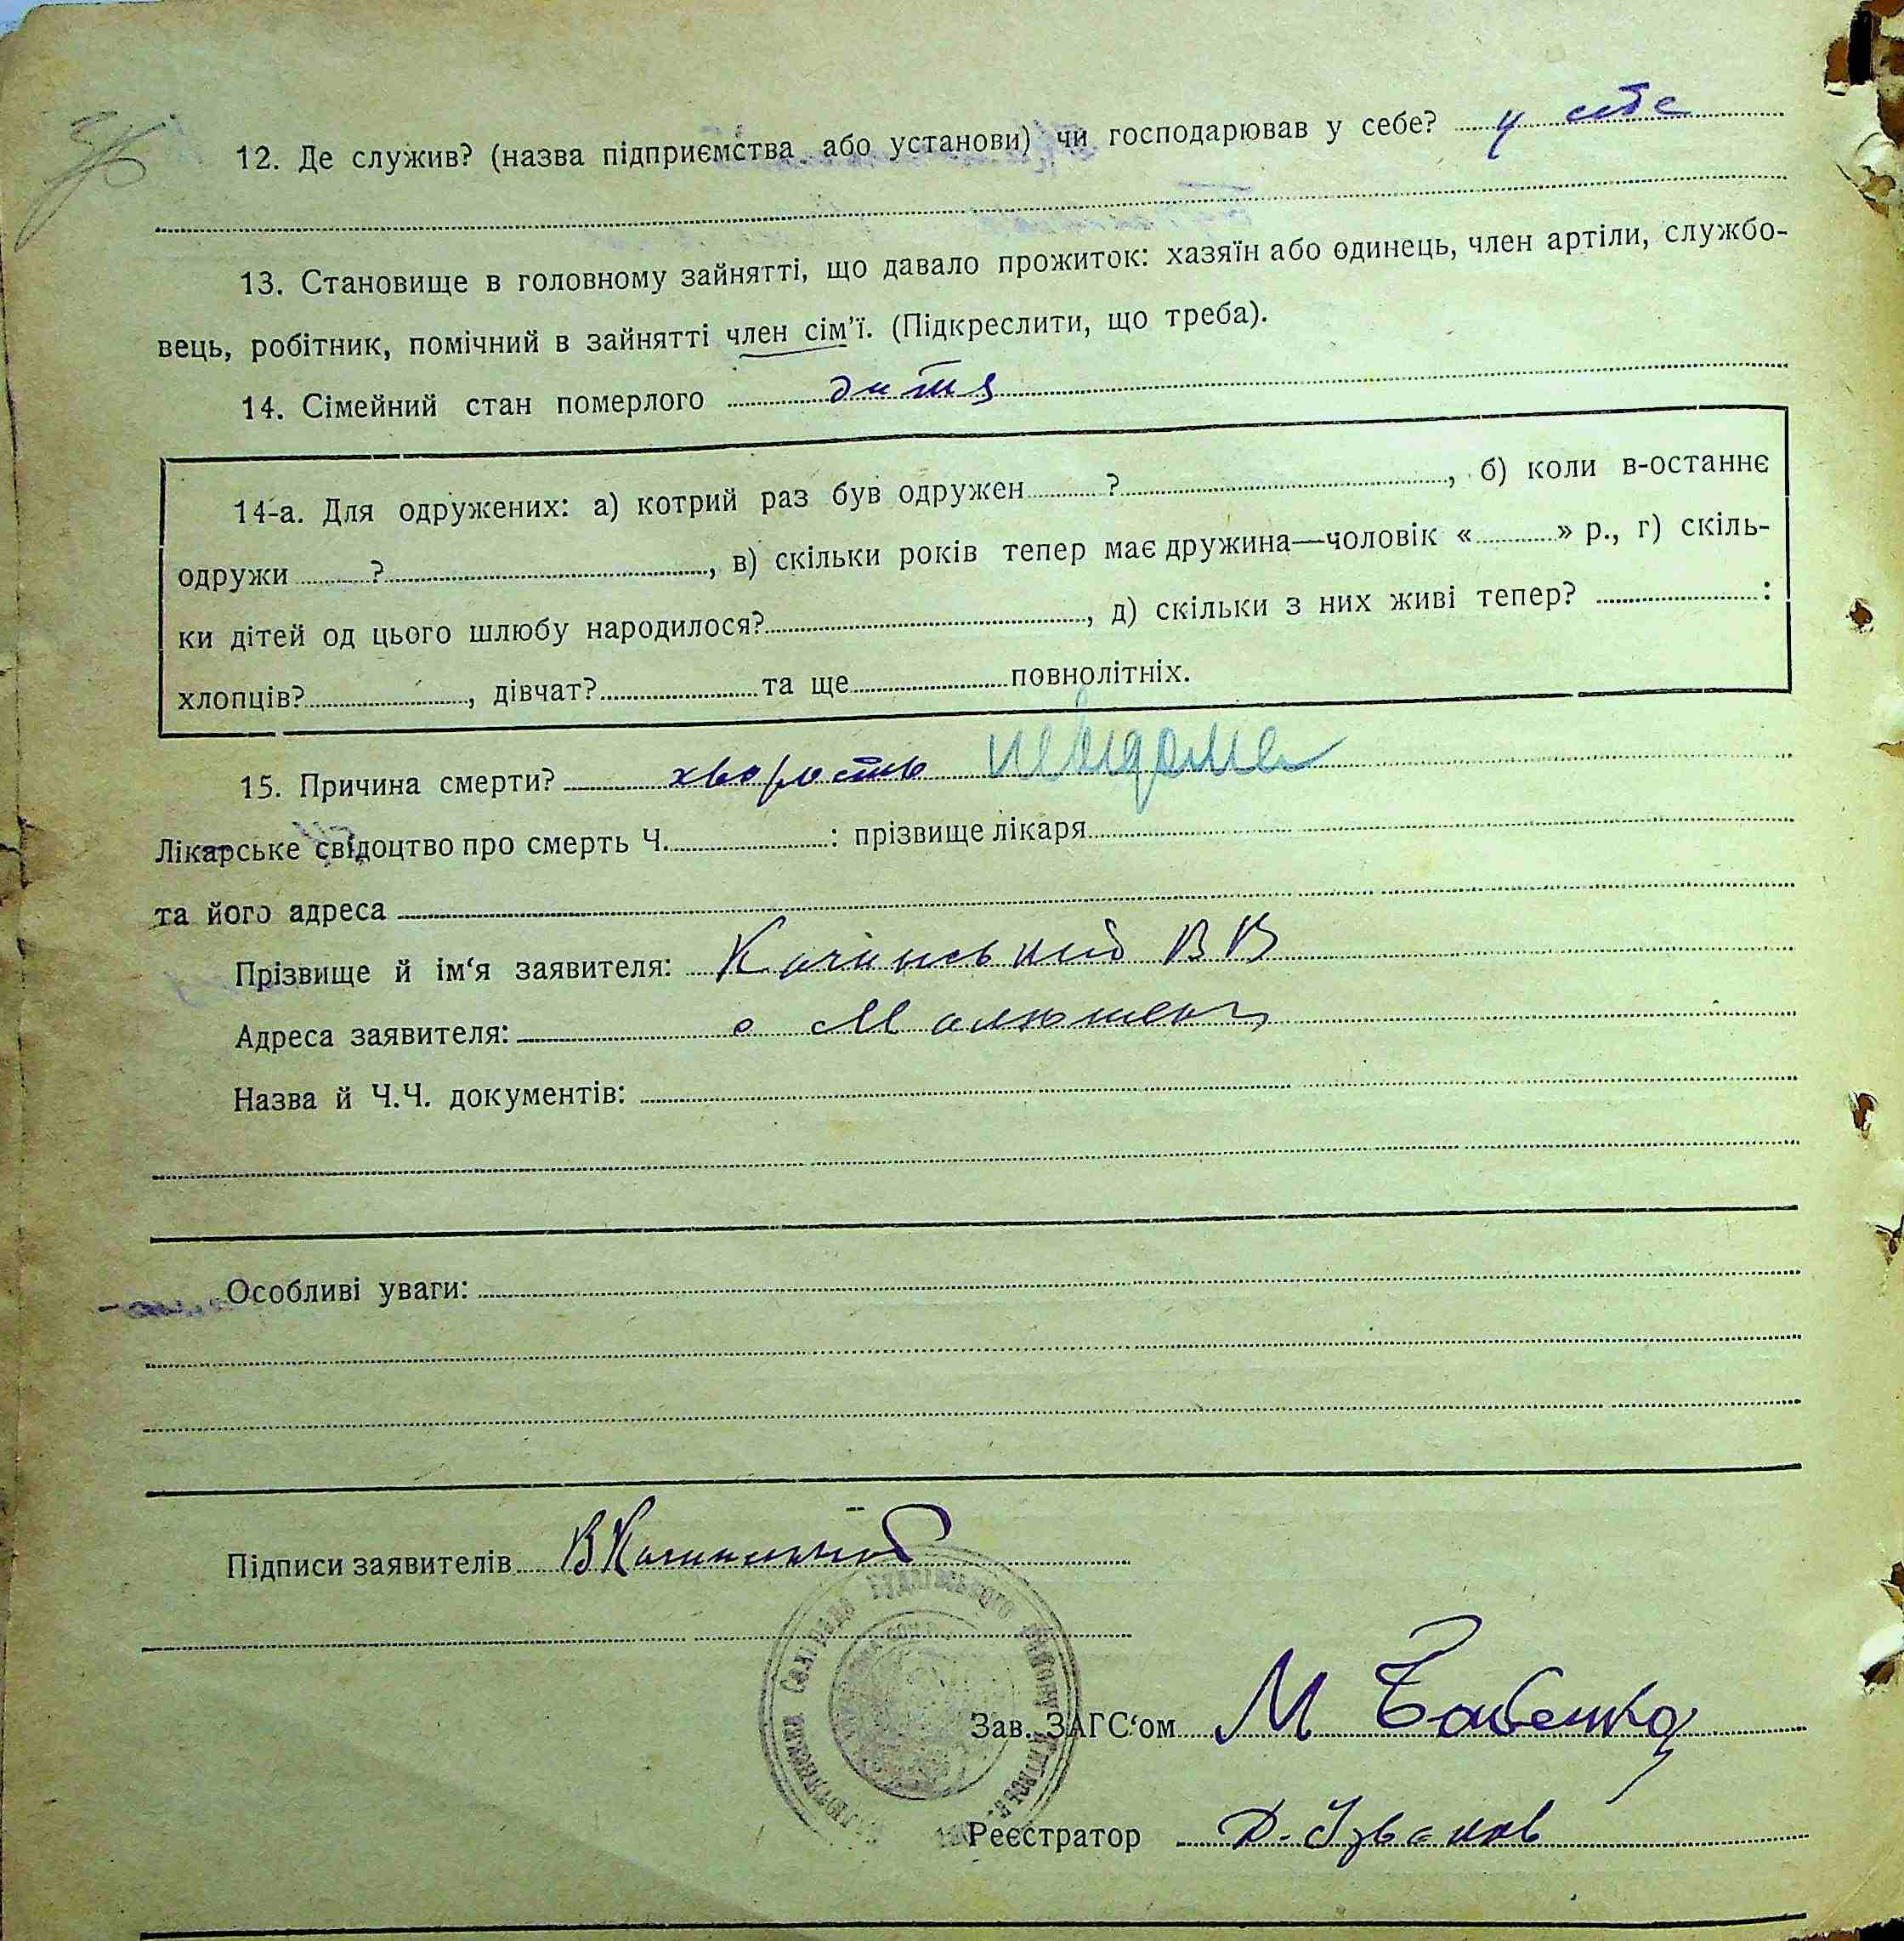 12. Де служив? (назва підприємства або установи) чи господарював у себе? у себе
13. Становище в головному зайнятті, що давало прожиток: хазяїн або одинець, член артіли, службо-
вець, робітник, помічний в зайнятті член сім’ї. (Підкреслити, що треба).
14. Сімейний стан померлого дитя
14-а. Для одружених: а) котрий раз був одружен ? , б) коли в-останнє
одружи ? , в) скільки років тепер має дружина—чоловік « » р., г) скіль-
ки дітей од цього шлюбу народилося? , д) скільки з них живі тепер? :
хлопців? , дівчат? та ще повнолітніх.
15. Причина смерти? хворость невідома
Лікарське свідоцтво про смерть Ч. : прізвище лікаря
та його адреса
Прізвище й ім‘я заявителя: Качинський В В
Адреса заявителя: с
Назва й Ч.Ч. документів:
Особливі уваги:
Підписи заявителів
Зав. ЗАГС‘ом М Бабенко
Реєстратор